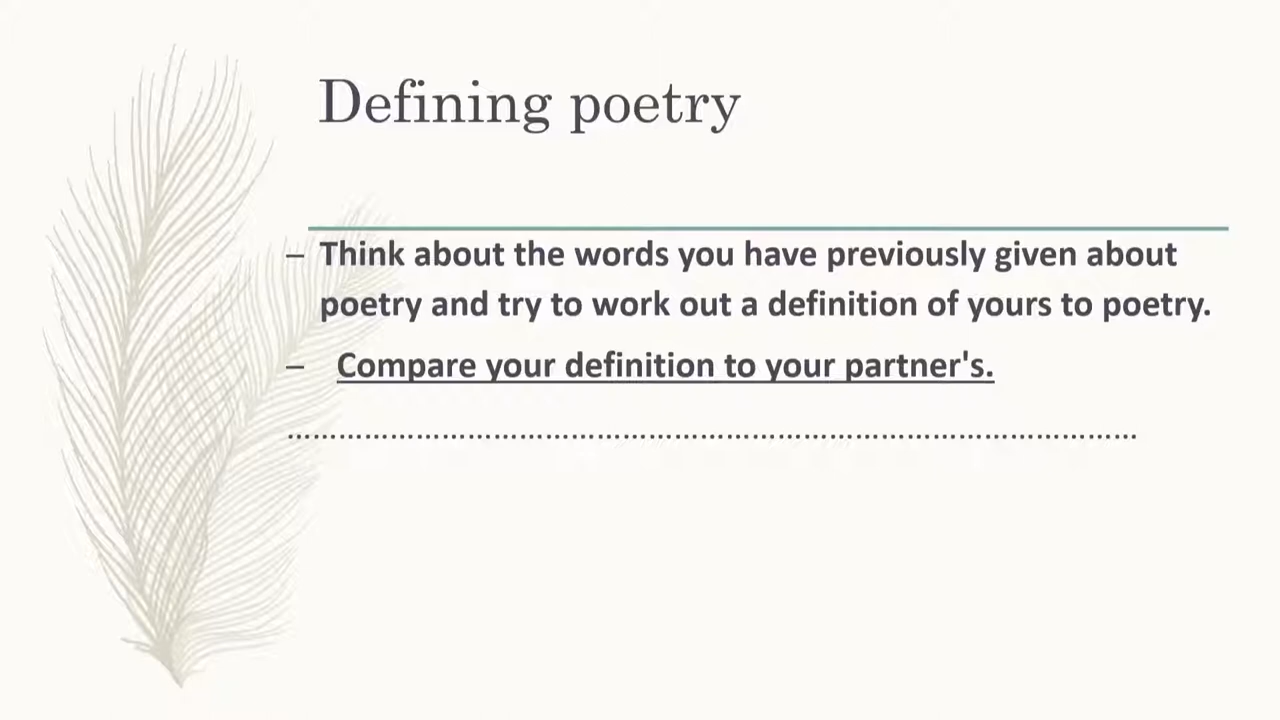 Defining poetry
– Think about the words you have previously given about
poetry and try to work out a definition of yours to poetry.
– Compare your definition to your partner's.
………………………………………………………………………………………